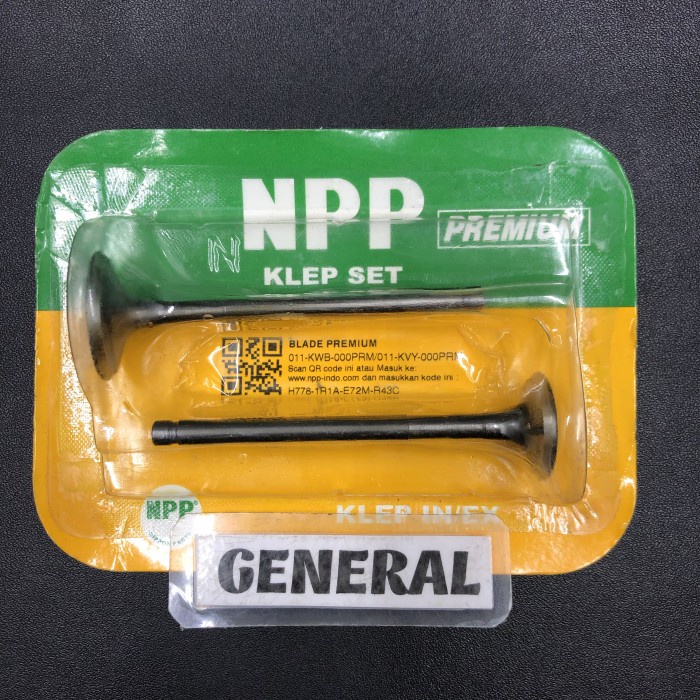 NPP
PREMIUM
IN
KLEP SET
BLADE PREMIUM
011-KWB-000PRM/011-KVY-000PRM
Scan QR code ini atau Masuk ke:
www.npp-indo.com dan masukkan kode ini :
H778-1R1A-E72M-R43C
NPP
KLEP IN/EX
GENERAL